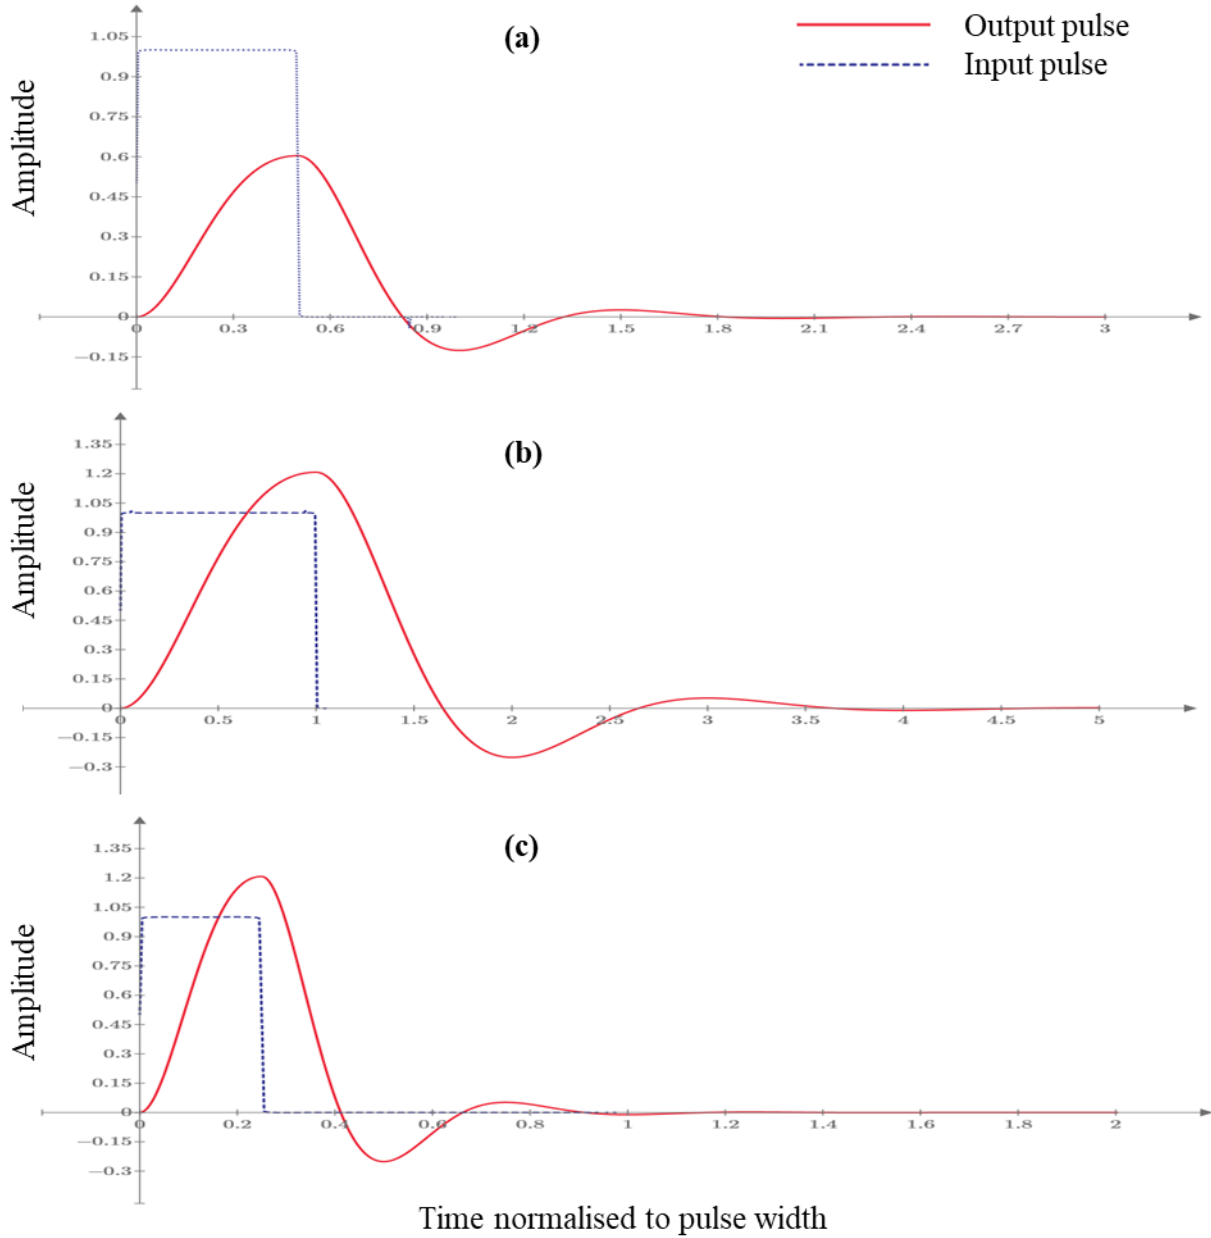 (a)
Output pulse
Input pulse
Amplitude
1.05
0.9
0.75
0.6
0.45
0.3
0.15
0
−0.15
0 0.3 0.6 0.9 1.2 1.5 1.8 2.1 2.4 2.7 3
(b)
Amplitude
1.35
1.2
1.05
0.9
0.75
0.6
0.45
0.3
0.15
0
−0.15
−0.3
0 0.5 1 1.5 2 2.5 3 3.5 4 4.5 5
(c)
Amplitude
1.35
1.2
1.05
0.9
0.75
0.6
0.45
0.3
0.15
0
−0.15
−0.3
0 0.2 0.4 0.6 0.8 1 1.2 1.4 1.6 1.8 2
Time normalised to pulse width